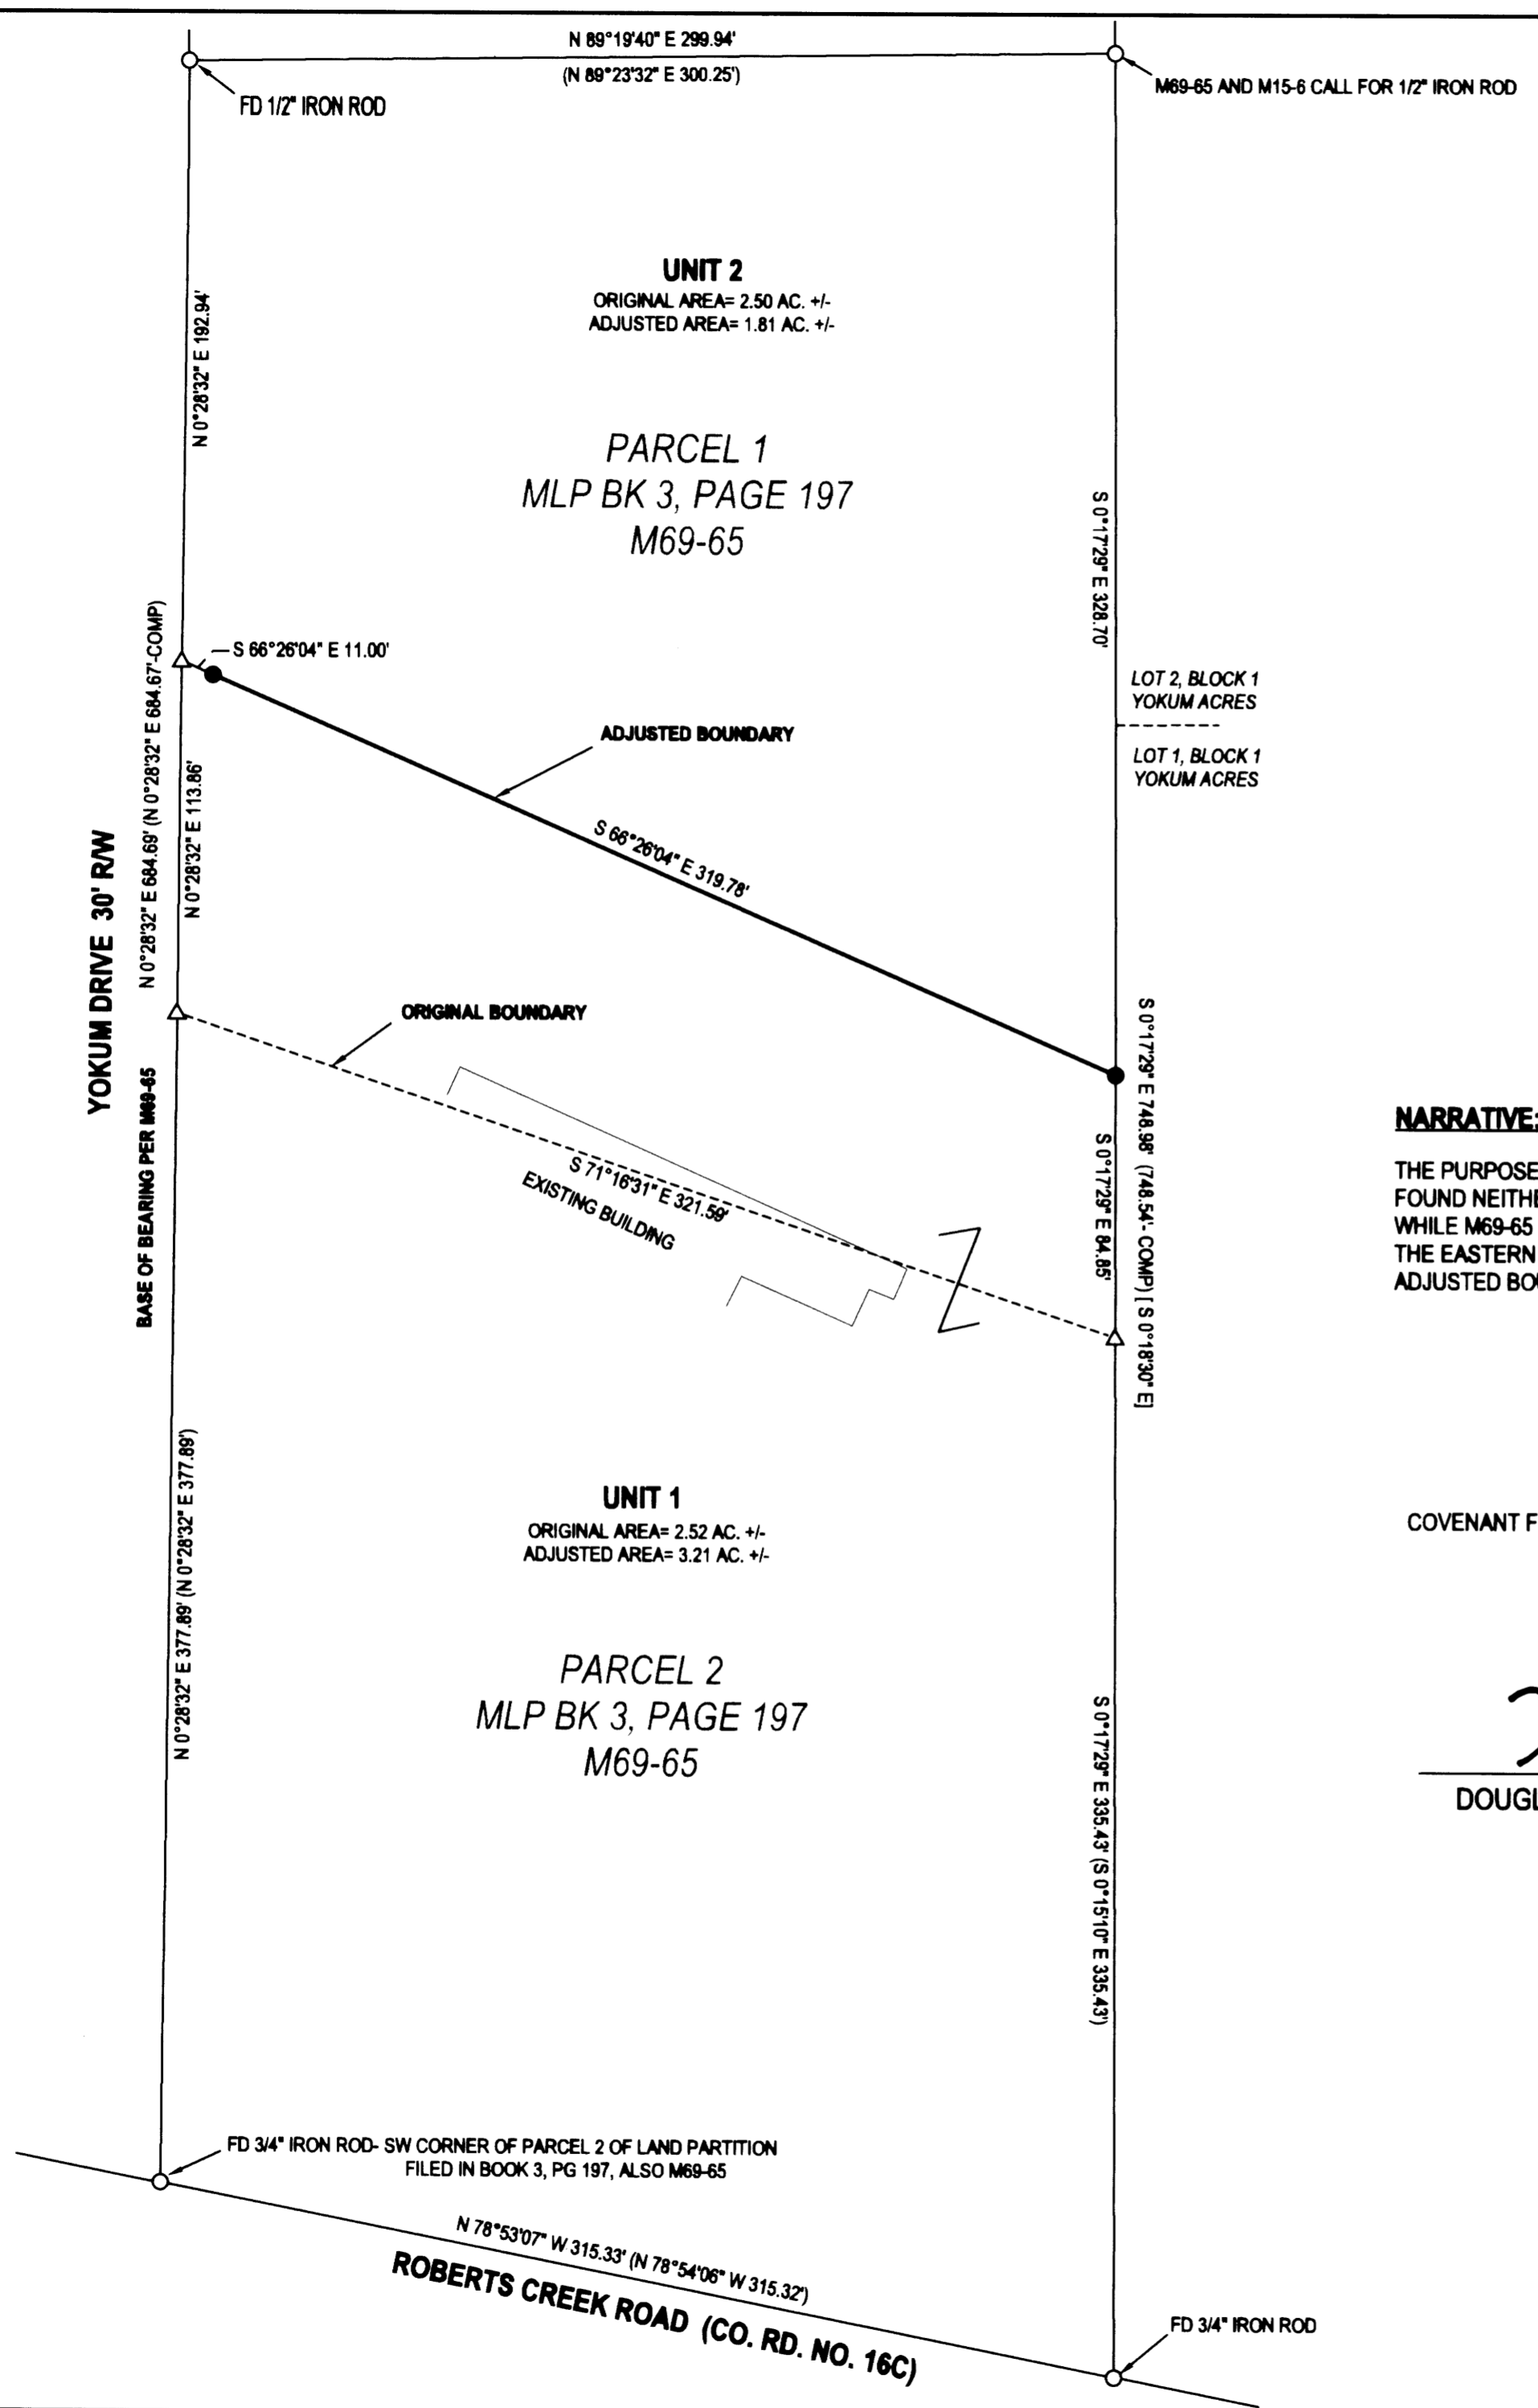 N 89°19'40" E 299.94'
(N 89°23'32" E 300.25')
FD 1/2" IRON ROD
M69-65 AND M15-6 CALL FOR 1/2" IRON ROD
UNIT 2
ORIGINAL AREA= 2.50 AC. +/-
ADJUSTED AREA= 1.81 AC. +/-
N 0°28'32" E 192.94'
PARCEL 1
MLP BK 3, PAGE 197
M69-65
S 0°17'29" E 328.70'
S 66°26'04" E 11.00'
LOT 2, BLOCK 1
YOKUM ACRES
LOT 1, BLOCK 1
YOKUM ACRES
ADJUSTED BOUNDARY
S 66°26'04" E 319.78'
N 0°28'32" E 113.86'
N 0°28'32" E 684.69' (N 0°28'32" E 684.67'-COMP)
YOKUM DRIVE 30' R/W
BASE OF BEARING PER M69-65
ORIGINAL BOUNDARY
S 71°16'31" E 321.59'
EXISTING BUILDING
S 0°17'29" E 84.85'
S 0°17'29" E 748.98' (748.54'- COMP) [ S 0°18'30" E]
NARRATIVE:
THE PURPOSE
FOUND NEITHE
WHILE M69-65
THE EASTERN
ADJUSTED BO
UNIT 1
ORIGINAL AREA= 2.52 AC. +/-
ADJUSTED AREA= 3.21 AC. +/-
COVENANT F
N 0°28'32" E 377.89' (N 0°28'32" E 377.89')
PARCEL 2
MLP BK 3, PAGE 197
M69-65
S 0°17'29" E 335.43' (S 0°15'10" E 335.43')
DOUGL
FD 3/4" IRON ROD- SW CORNER OF PARCEL 2 OF LAND PARTITION
FILED IN BOOK 3, PG 197, ALSO M69-65
N 78°53'07" W 315.33' (N 78°54'06" W 315.32')
ROBERTS CREEK ROAD (CO. RD. NO. 16C)
FD 3/4" IRON ROD